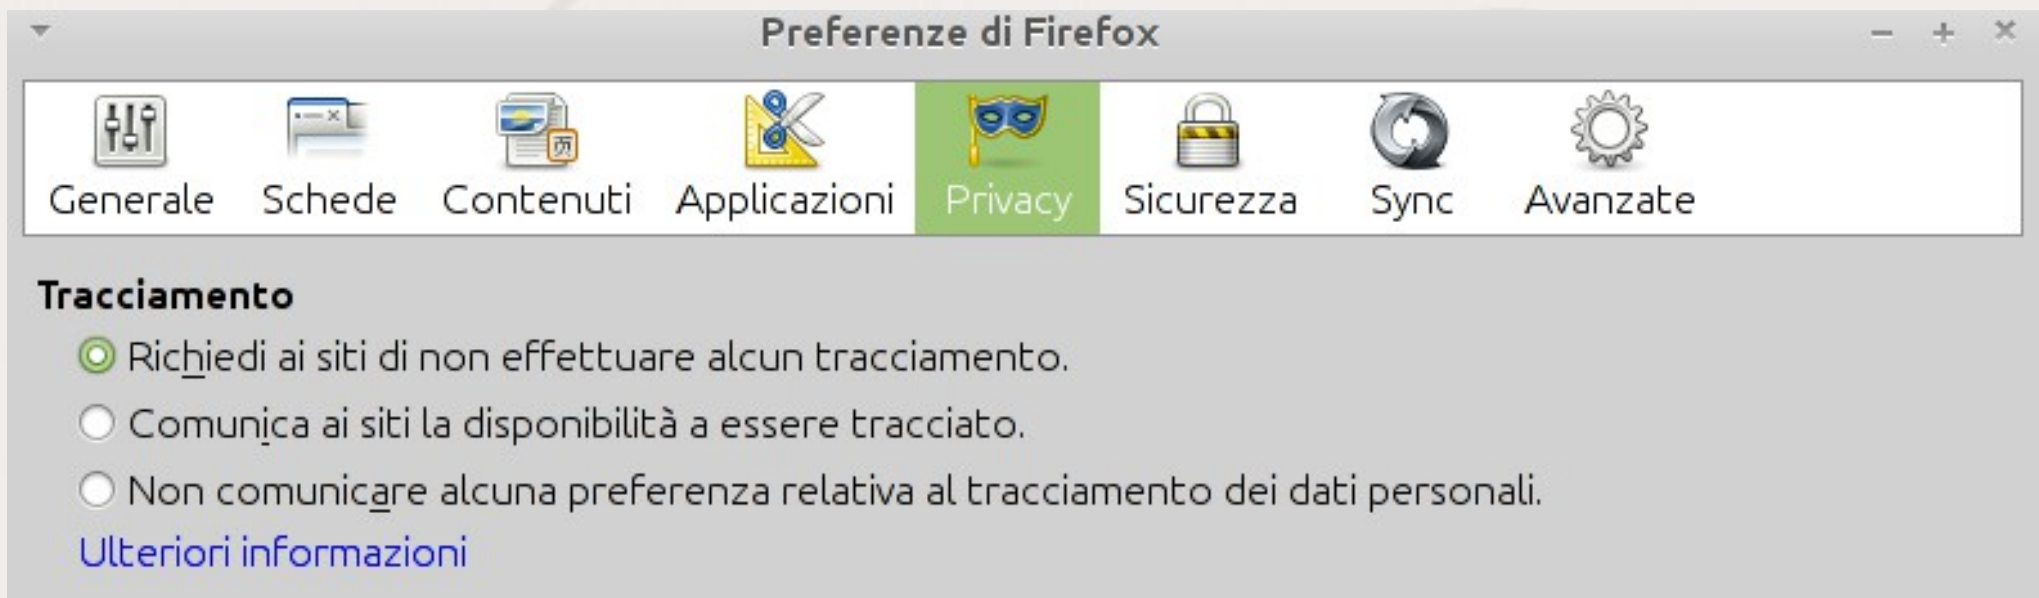 Preferenze di Firefox
Generale Schede Contenuti Applicazioni Privacy Sicurezza Sync Avanzate
Tracciamento
Richiedi ai siti di non effettuare alcun tracciamento.
Comunica ai siti la disponibilità a essere tracciato.
Non comunicare alcuna preferenza relativa al tracciamento dei dati personali.
Ulteriori informazioni